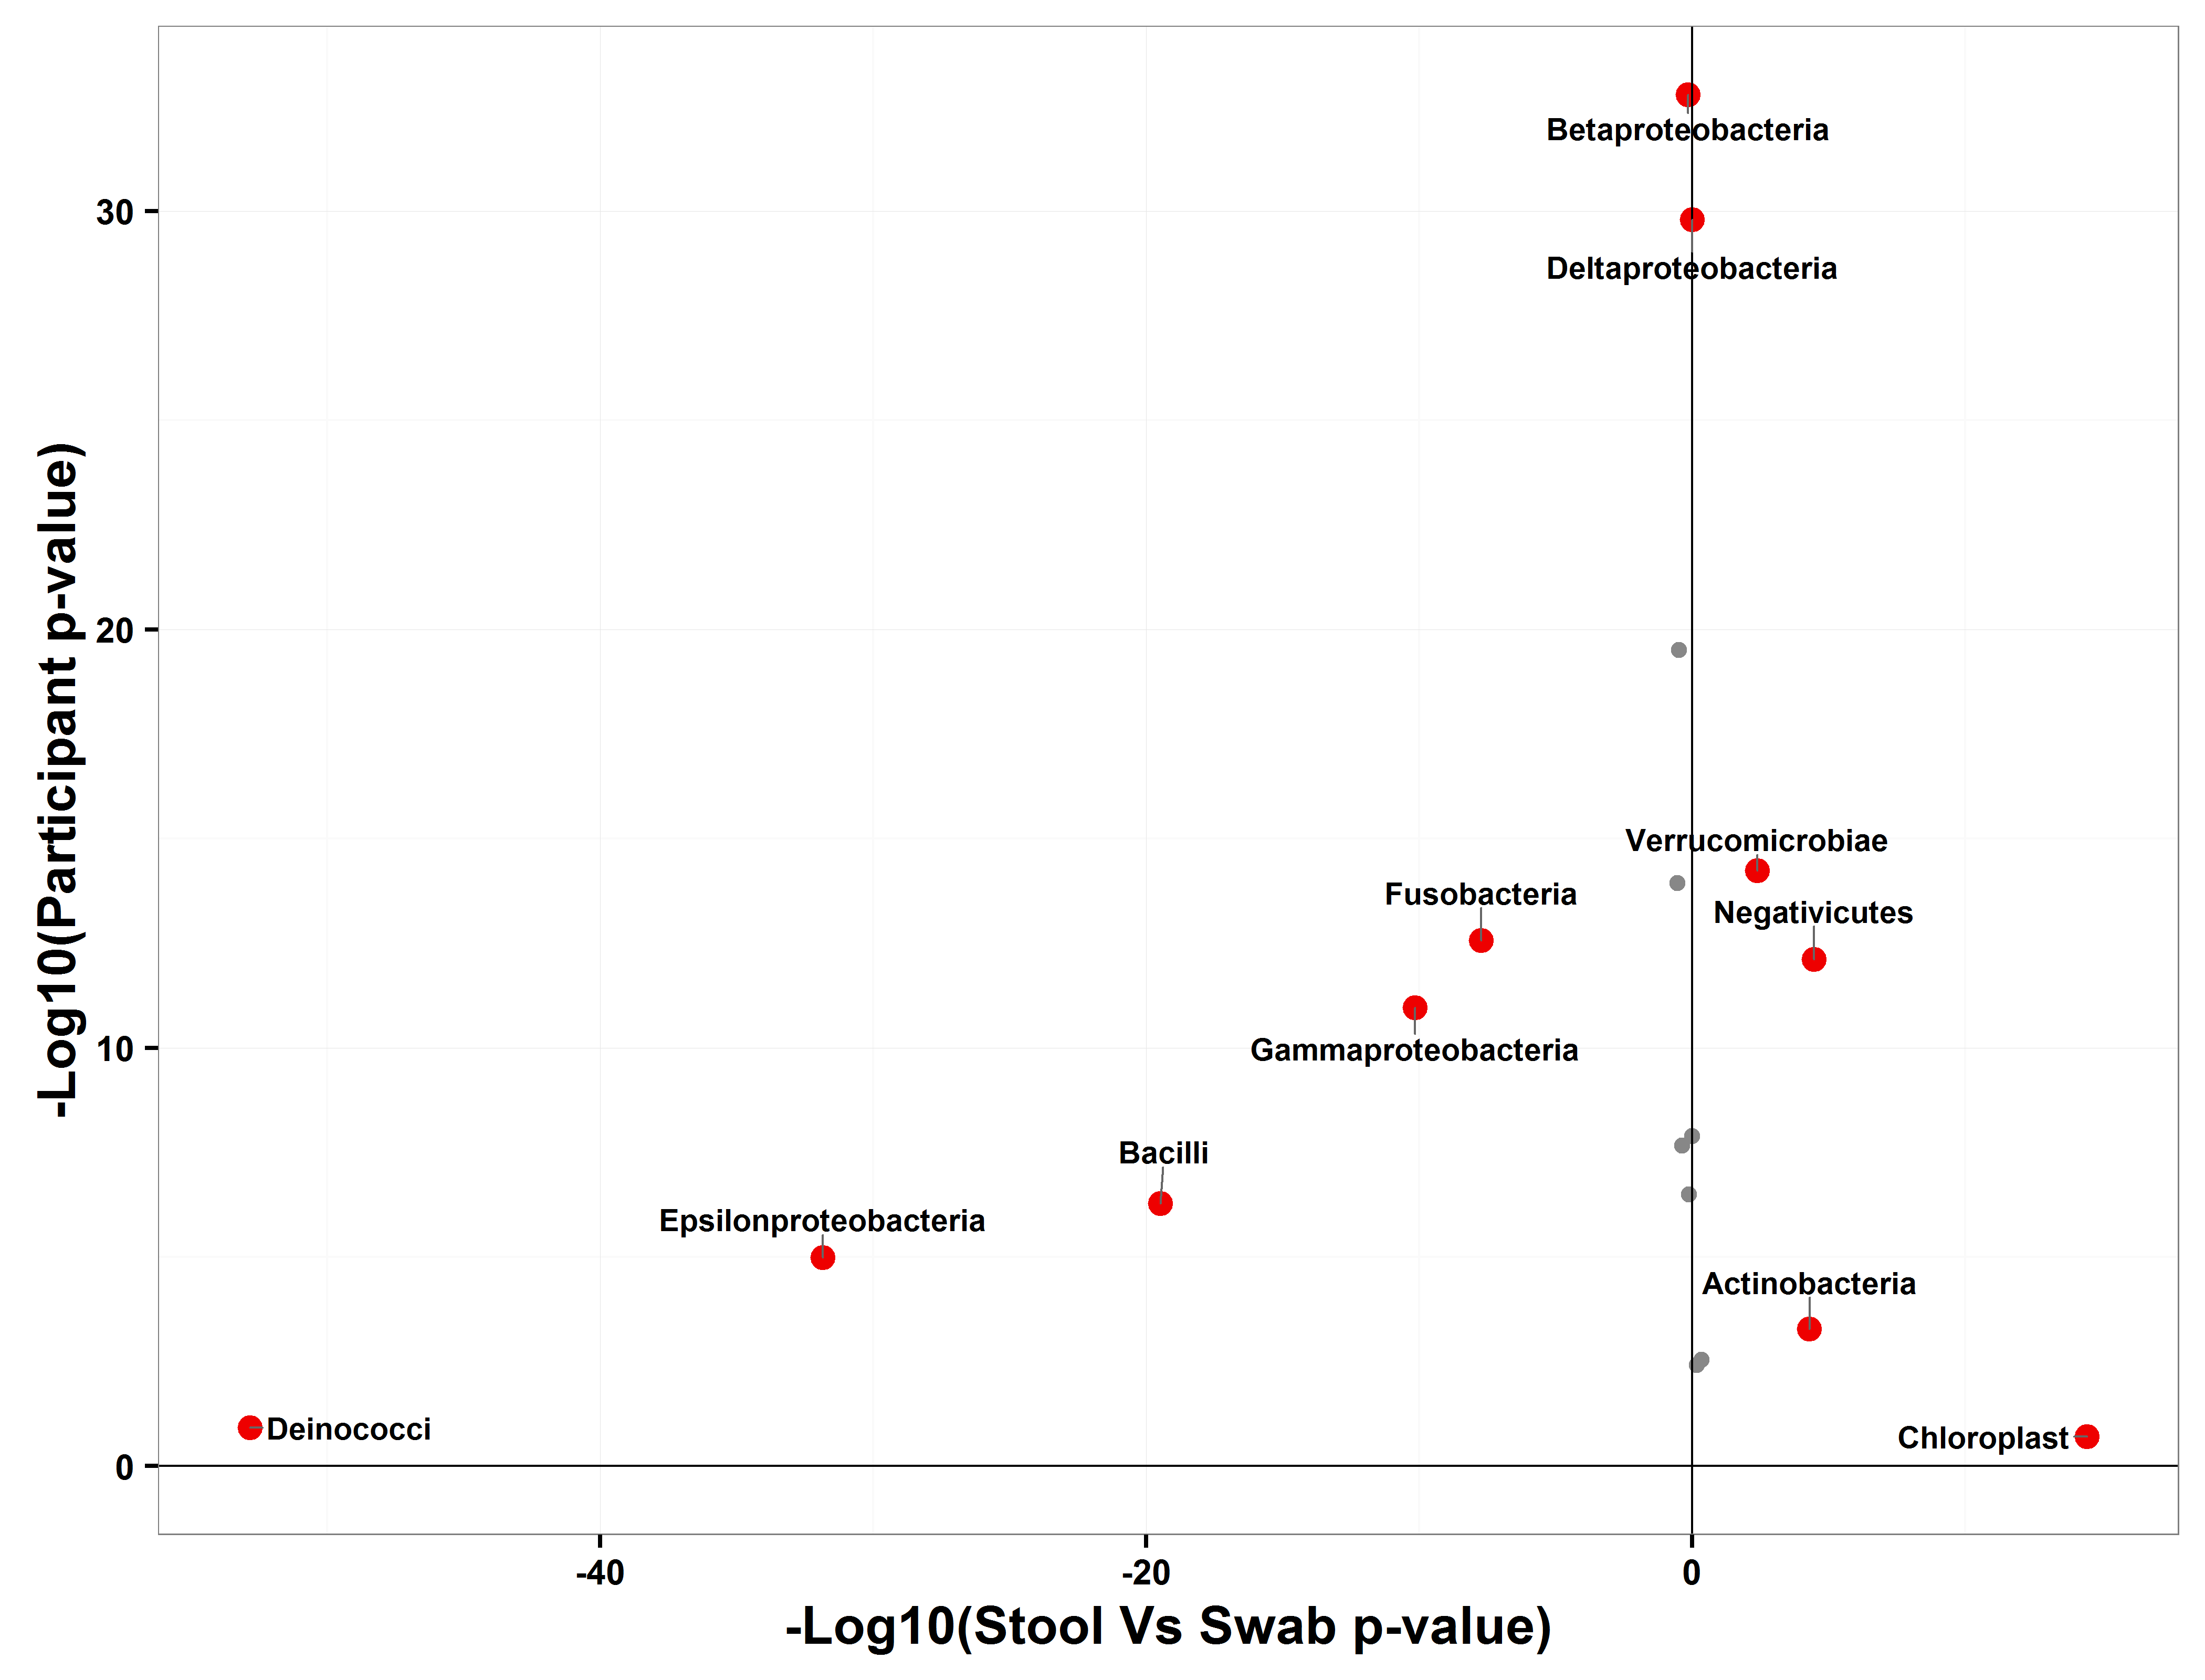 Betaproteobacteria
30
Deltaproteobacteria
20
Verrucomicrobiae
Fusobacteria
Negativicutes
10
Gammaproteobacteria
Bacilli
Epsilonproteobacteria
Actinobacteria
Deinococci
Chloroplast
0
-40
-20
0
-Log10(Stool Vs Swab p-value)
-Log10(Participant p-value)